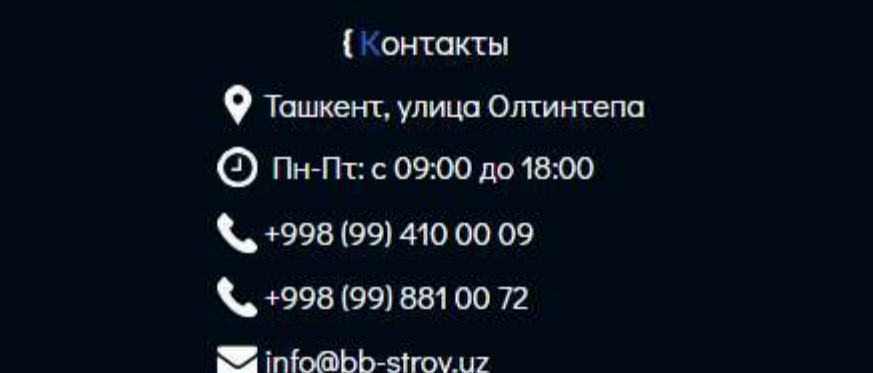 { Контакты
Ташкент, улица Олтинтепа
Пн-Пт: с 09:00 до 18:00
+998 (99) 410 00 09
+998 (99) 881 00 72
info@bb-stroy.uz